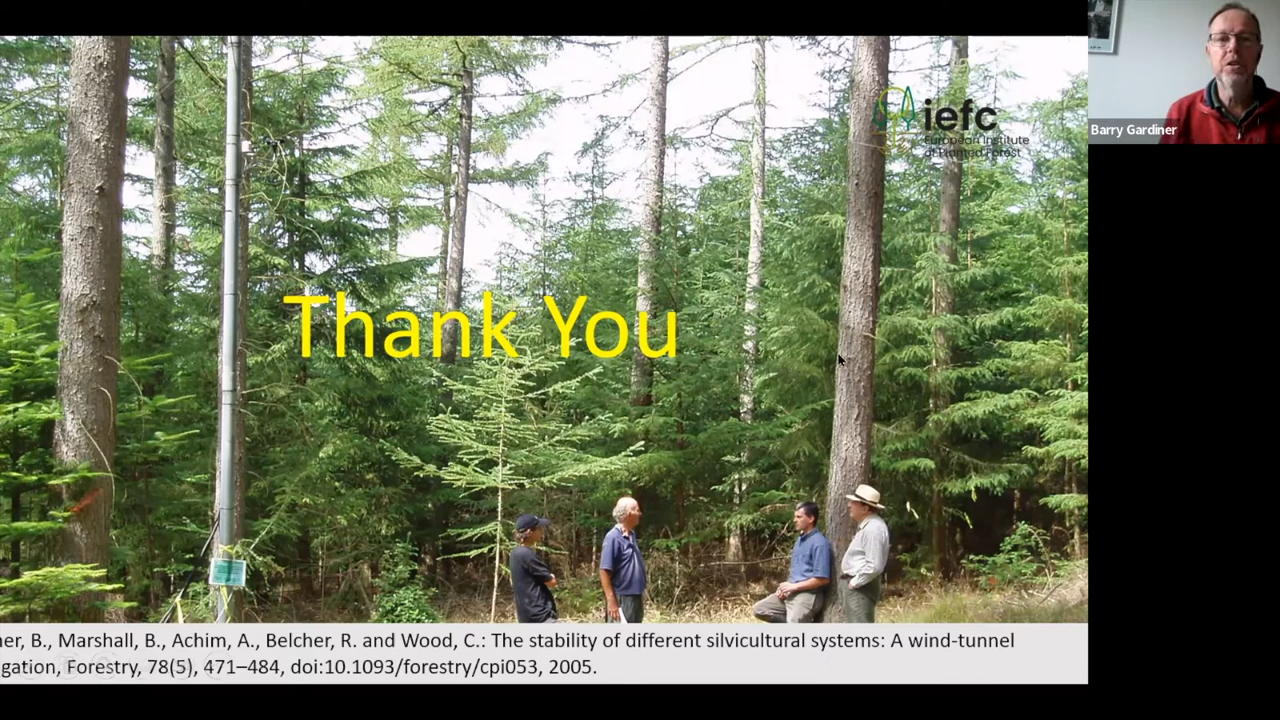 iefc
European Institute
of Planted Forest
Barry Gardiner
Thank You
ner, B., Marshall, B., Achim, A., Belcher, R. and Wood, C.: The stability of different silvicultural systems: A wind-tunnel
gation, Forestry, 78(5), 471–484, doi:10.1093/forestry/cpi053, 2005.